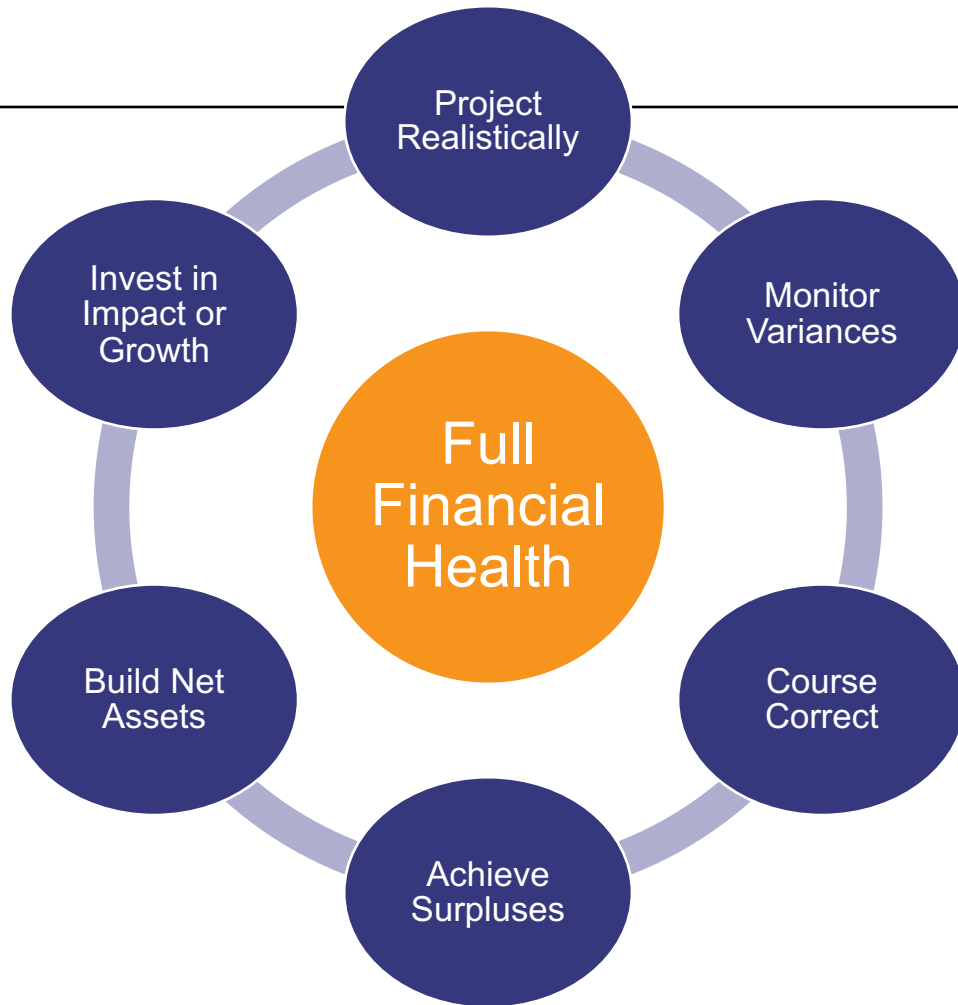 Project
Realistically
Monitor
Variances
Course
Correct
Achieve
Surpluses
Build Net
Assets
Invest in
Impact or
Growth
Full
Financial
Health